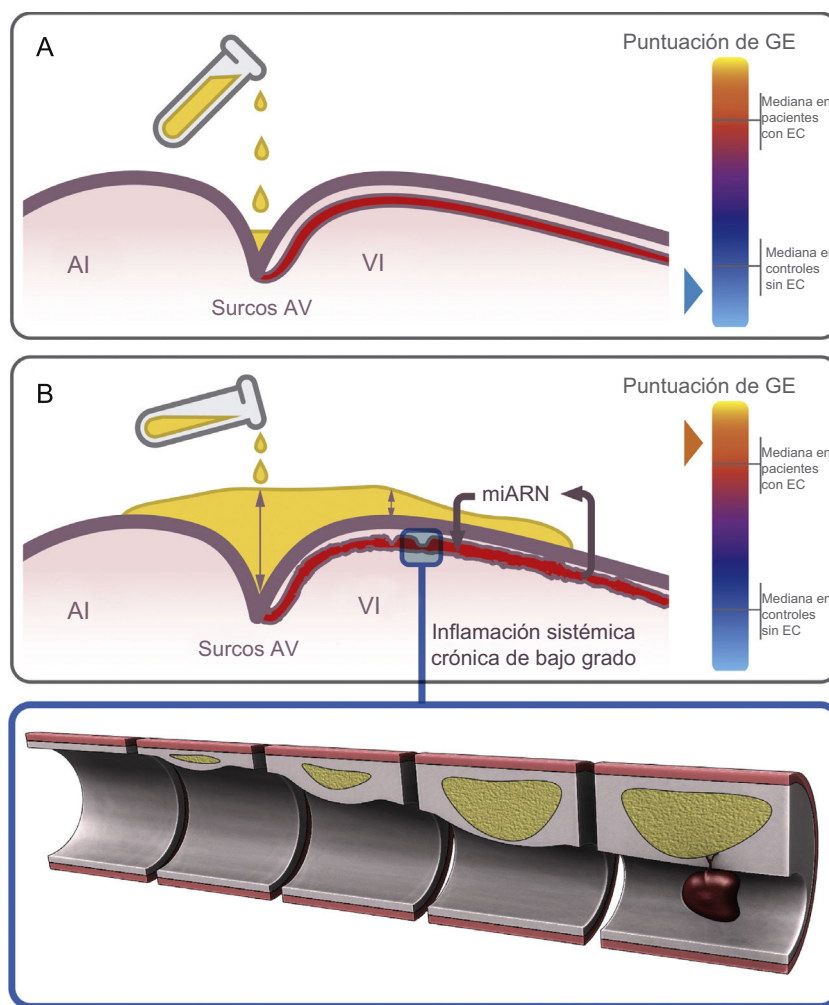 A
Puntuación de GE
Mediana en
pacientes
con EC
AI
VI
Mediana en
controles
sin EC
Surcos AV
B
Puntuación de GE
Mediana en
pacientes
con EC
miARN
AI
VI
Mediana en
controles
sin EC
Surcos AV
Inflamación sistémica
crónica de bajo grado